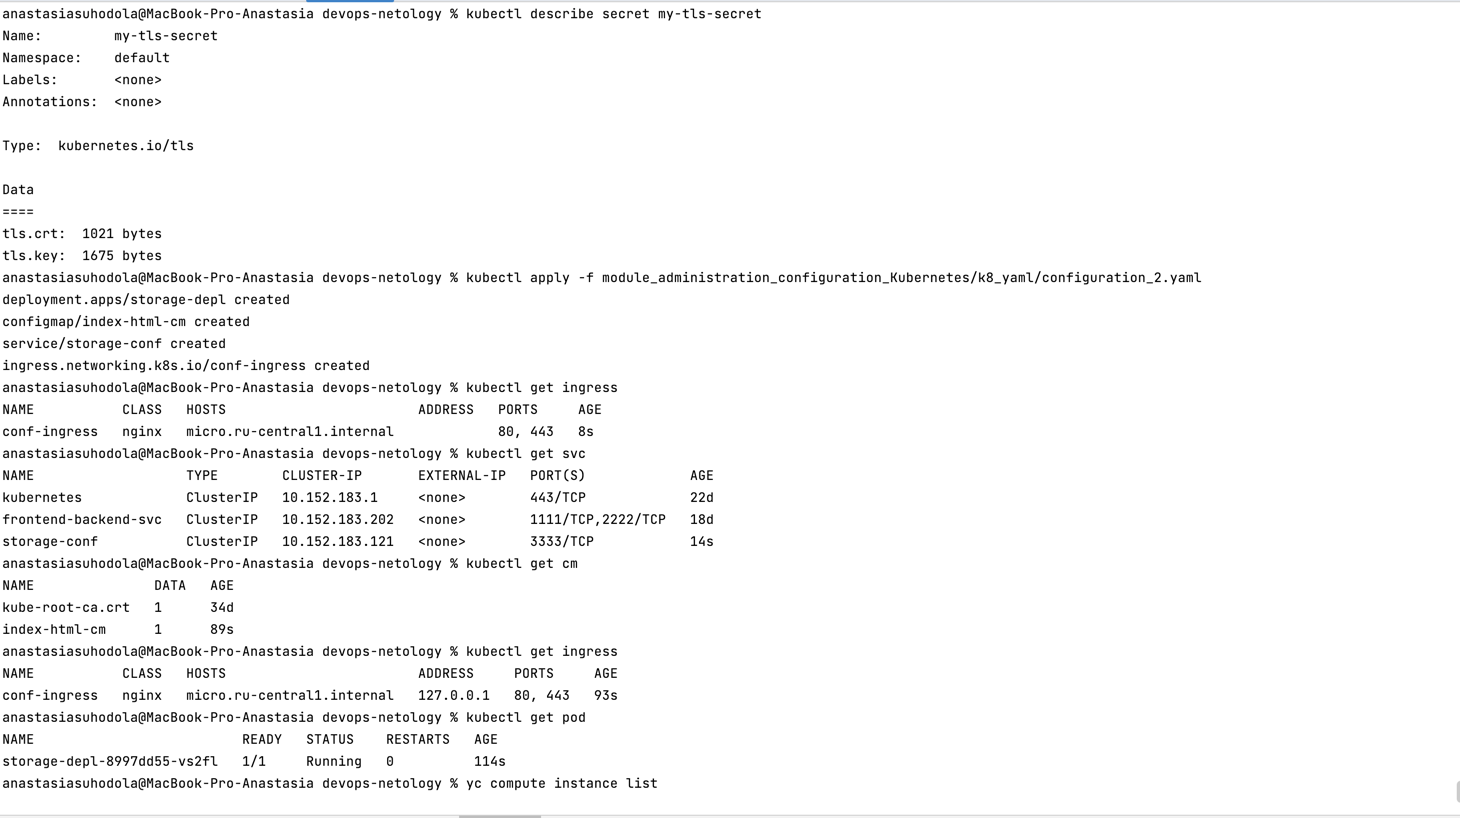 anastasiasuhodola@MacBook-Pro-Anastasia devops-netology % kubectl describe secret my-tls-secret
Name:         my-tls-secret
Namespace:    default
Labels:       <none>
Annotations:  <none>
Type:  kubernetes.io/tls
Data
====
tls.crt:  1021 bytes
tls.key:  1675 bytes
anastasiasuhodola@MacBook-Pro-Anastasia devops-netology % kubectl apply -f module_administration_configuration_Kubernetes/k8_yaml/configuration_2.yaml
deployment.apps/storage-depl created
configmap/index-html-cm created
service/storage-conf created
ingress.networking.k8s.io/conf-ingress created
anastasiasuhodola@MacBook-Pro-Anastasia devops-netology % kubectl get ingress
NAME           CLASS   HOSTS                        ADDRESS   PORTS     AGE
conf-ingress   nginx   micro.ru-central1.internal             80, 443   8s
anastasiasuhodola@MacBook-Pro-Anastasia devops-netology % kubectl get svc
NAME                   TYPE        CLUSTER-IP       EXTERNAL-IP   PORT(S)             AGE
kubernetes             ClusterIP   10.152.183.1     <none>        443/TCP             22d
frontend-backend-svc   ClusterIP   10.152.183.202   <none>        1111/TCP,2222/TCP   18d
storage-conf           ClusterIP   10.152.183.121   <none>        3333/TCP            14s
anastasiasuhodola@MacBook-Pro-Anastasia devops-netology % kubectl get cm
NAME               DATA   AGE
kube-root-ca.crt   1      34d
index-html-cm      1      89s
anastasiasuhodola@MacBook-Pro-Anastasia devops-netology % kubectl get ingress
NAME           CLASS   HOSTS                        ADDRESS     PORTS     AGE
conf-ingress   nginx   micro.ru-central1.internal   127.0.0.1   80, 443   93s
anastasiasuhodola@MacBook-Pro-Anastasia devops-netology % kubectl get pod
NAME                          READY   STATUS    RESTARTS   AGE
storage-depl-8997dd55-vs2fl   1/1     Running   0          114s
anastasiasuhodola@MacBook-Pro-Anastasia devops-netology % yc compute instance list